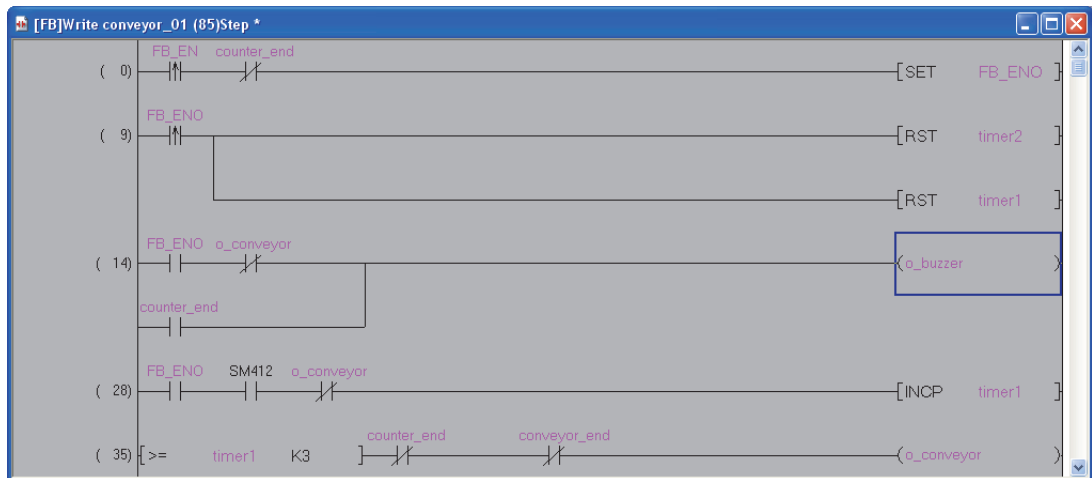 [FB]Write conveyor_01 (85)Step *
FB_EN counter_end
( 0) [SET FB_ENO ]
FB_ENO
( 9) [RST timer2 ]
[RST timer1 ]
FB_ENO o_conveyor
( 14) (o_buzzer )
counter_end
FB_ENO SM412 o_conveyor
( 28) [INCP timer1 ]
counter_end conveyor_end
( 35) [>= timer1 K3 ] (o_conveyor )